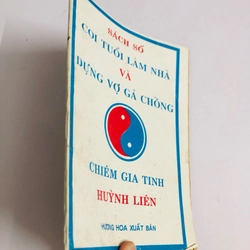 SÁCH SỐ
COI TUỔI LÀM NHÀ
VÀ
DỰNG VỢ GẢ CHỒNG
CHIÊM GIA TINH
HUỲNH LIÊN
HƯƠNG HOA XUẤT BẢN